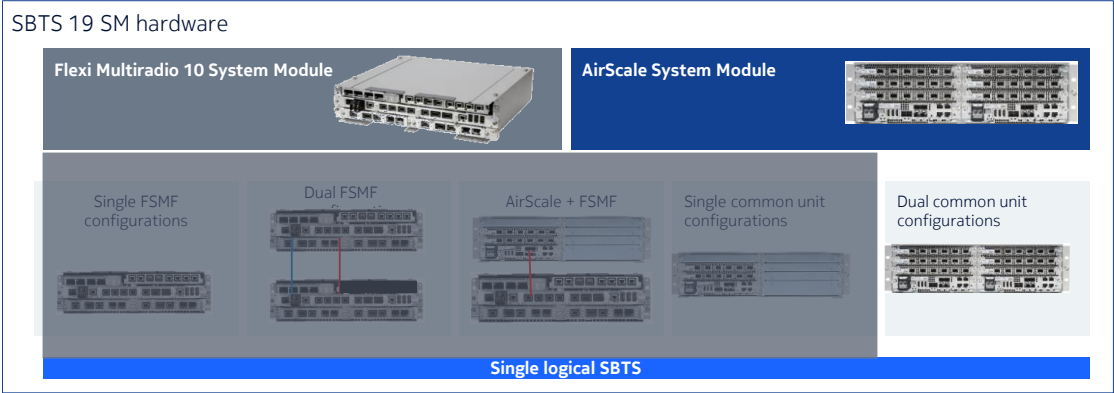 SBTS 19 SM hardware
Flexi Multiradio 10 System Module
AirScale System Module
Single FSMF
configurations
Dual FSMF
AirScale + FSMF
Single common unit
configurations
Dual common unit
configurations
Single logical SBTS